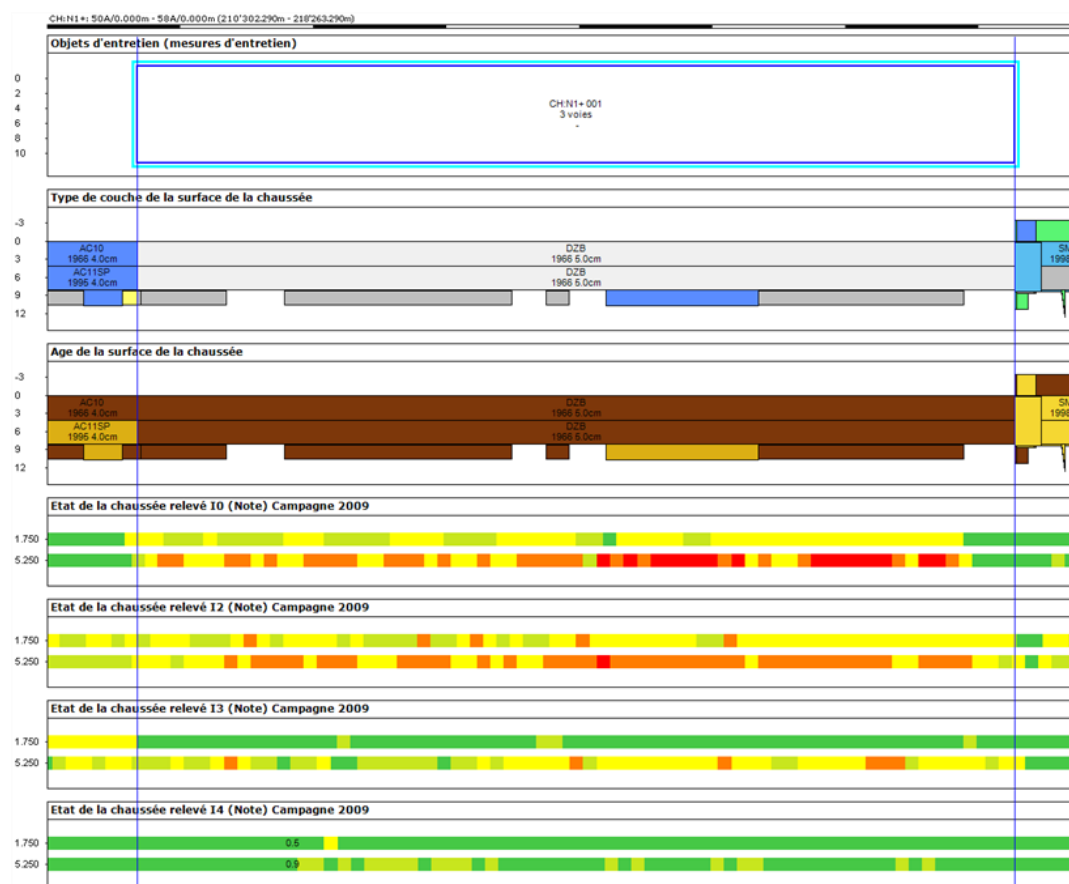 CH:N1+: 50A/0.000m - 58A/0.000m (210'302.290m - 218'263.290m)
Objets d'entretien (mesures d'entretien)
0
2
4
6
8
10
CH:N1+ 001
3 voies
-
Type de couche de la surface de la chaussée
-3
0
3
6
9
12
AC10
1966 4.0cm
AC11SP
1995 4.0cm
DZB
1966 5.0cm
DZB
1966 5.0cm
SM
1998
Age de la surface de la chaussée
-3
0
3
6
9
12
AC10
1966 4.0cm
AC11SP
1995 4.0cm
DZB
1966 5.0cm
DZB
1966 5.0cm
SM
1998
Etat de la chaussée relevé I0 (Note) Campagne 2009
1.750
5.250
Etat de la chaussée relevé I2 (Note) Campagne 2009
1.750
5.250
Etat de la chaussée relevé I3 (Note) Campagne 2009
1.750
5.250
Etat de la chaussée relevé I4 (Note) Campagne 2009
1.750 0.5
5.250 0.9